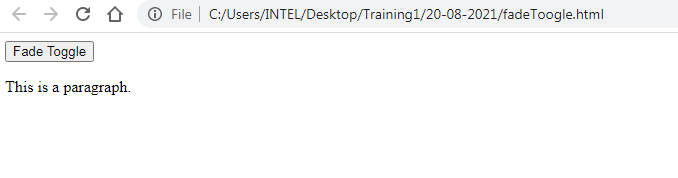 File C:/Users/INTEL/Desktop/Training1/20-08-2021/fadeToogle.html
Fade Toggle
This is a paragraph.